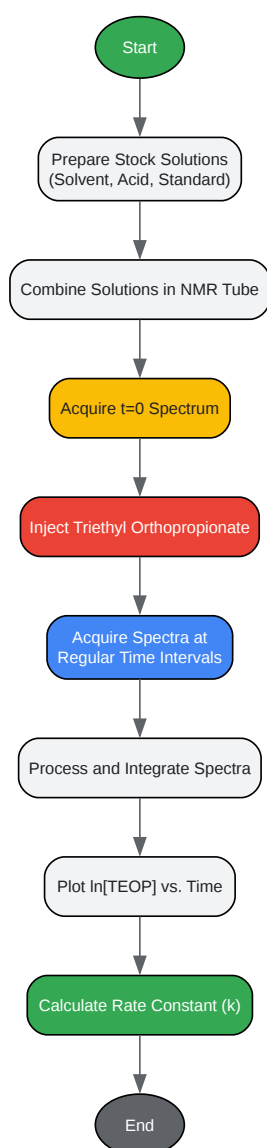 Start
Prepare Stock Solutions
(Solvent, Acid, Standard)
Combine Solutions in NMR Tube
Acquire t=0 Spectrum
Inject Triethyl Orthopropionate
Acquire Spectra at
Regular Time Intervals
Process and Integrate Spectra
Plot ln[TEOP] vs. Time
Calculate Rate Constant (k)
End